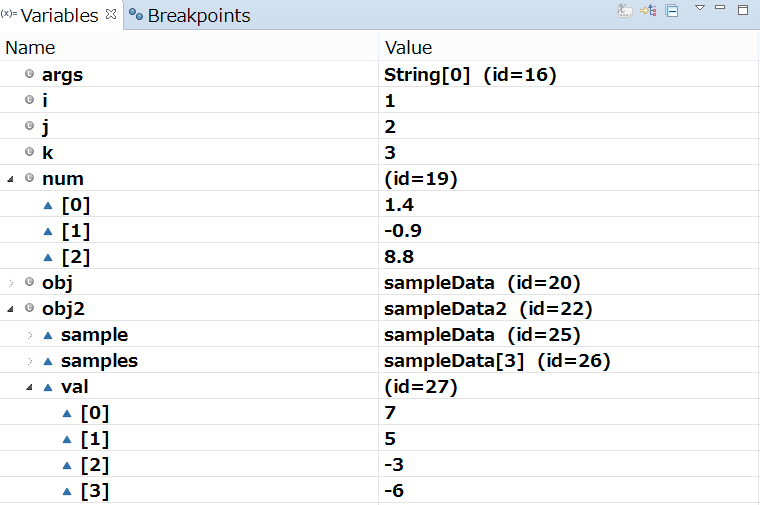 (x)= Variables Breakpoints
Name Value
args String[0] (id=16)
i 1
j 2
k 3
num (id=19)
[0] 1.4
[1] -0.9
[2] 8.8
obj sampleData (id=20)
obj2 sampleData2 (id=22)
sample sampleData (id=25)
samples sampleData[3] (id=26)
val (id=27)
[0] 7
[1] 5
[2] -3
[3] -6